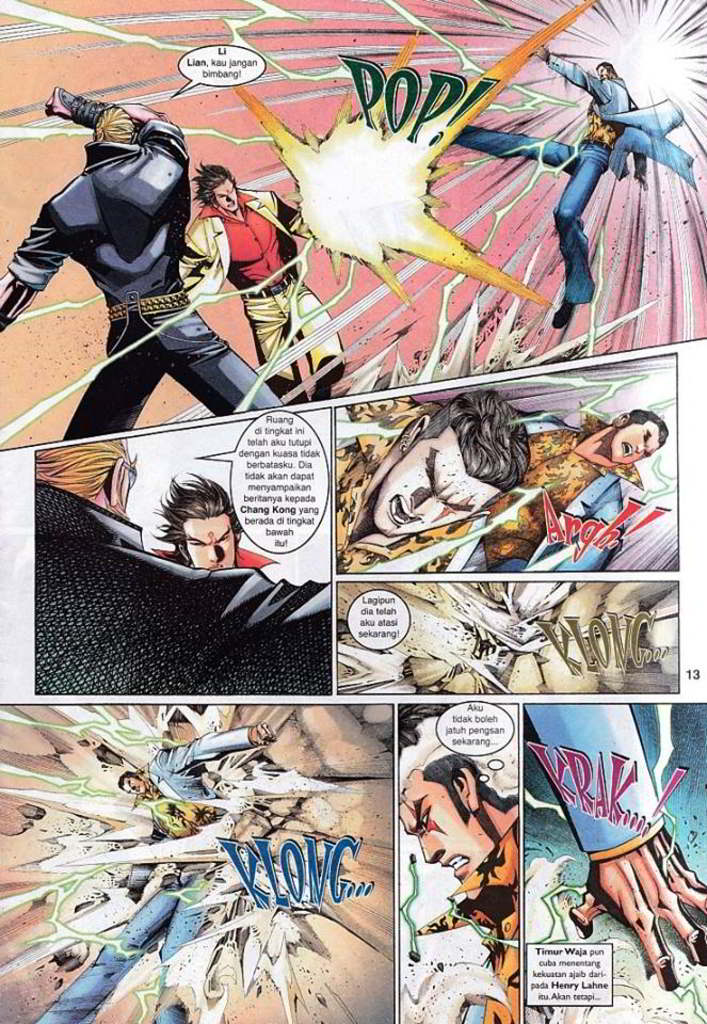 Li
Lian, kau jangan
bimbang!
POP!
Ruang
di tingkat ini
telah aku tutupi
dengan kuasa tidak
berbatasku. Dia
tidak akan dapat
menyampaikan
beritanya kepada
Chang Kong yang
berada di tingkat
bawah
itu!
Argh!
Lagipun
dia telah
aku atasi
sekarang!
KLONG...
13
KLONG...
Aku
tidak boleh
jatuh pengsan
sekarang...
KRAK...!
Timur Waja pun
cuba menentang
kekuatan ajaib dari-
pada Henry Lahne
itu. Akan tetapi...